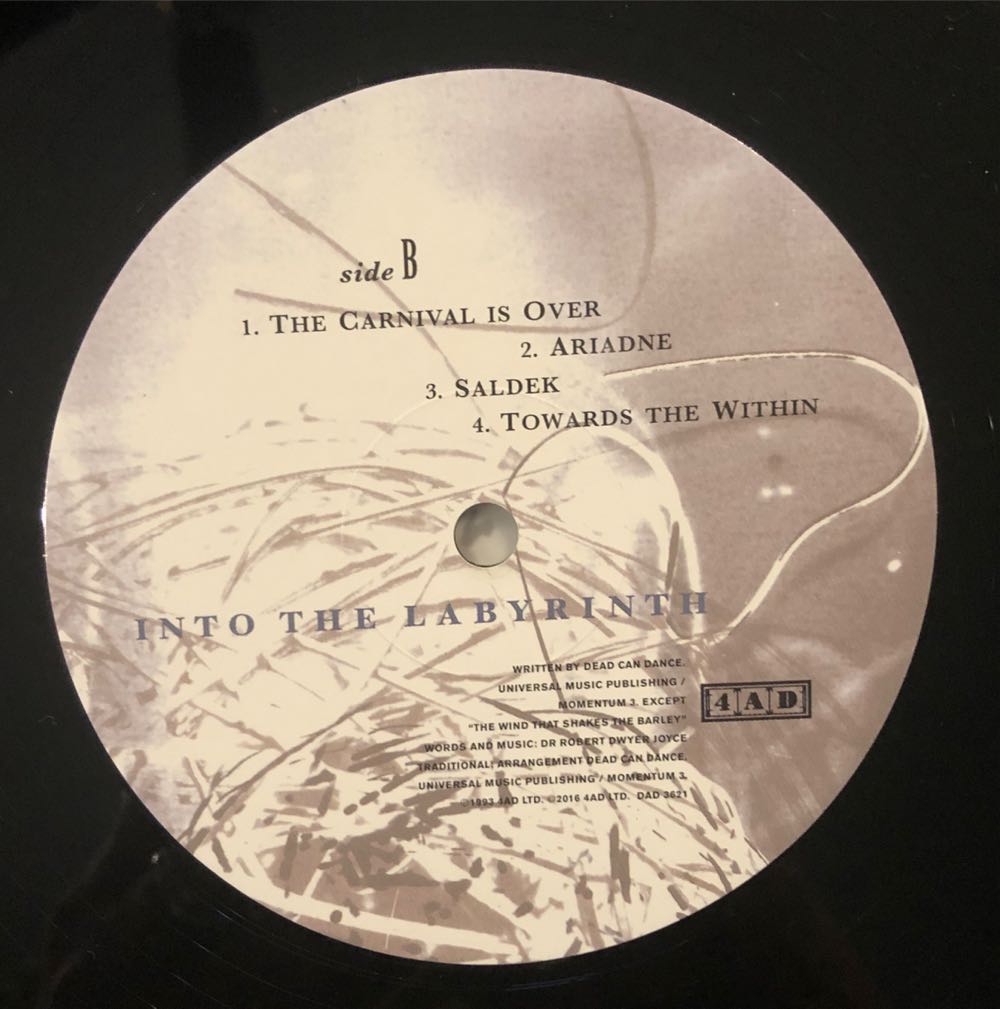 side B
1. The Carnival is Over
2. Ariadne
3. Saldek
4. Towards the Within
INTO THE LABYRINTH
WRITTEN BY DEAD CAN DANCE.
UNIVERSAL MUSIC PUBLISHING /
MOMENTUM 3. EXCEPT
"THE WIND THAT SHAKES THE BARLEY"
WORDS AND MUSIC: DR ROBERT DWYER JOYCE
TRADITIONAL: ARRANGEMENT DEAD CAN DANCE.
UNIVERSAL MUSIC PUBLISHING / MOMENTUM 3.
℗1993 4AD LTD. ©2016 4AD LTD. DAD 3621
4AD